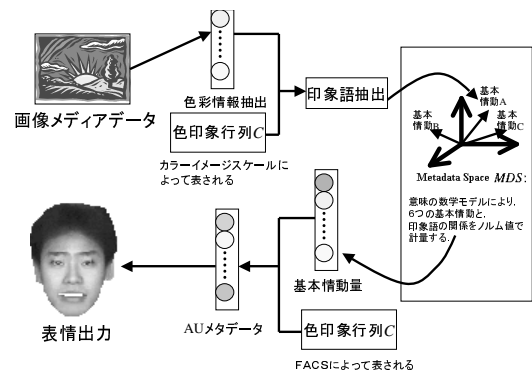 画像メディアデータ
色彩情報抽出
色印象行列C
カラーイメージスケールに
よって表される
印象語抽出
基本
情動A
基本
情動B
基本
情動C
Metadata Space MDS:
意味の数学モデルにより,
6つの基本情動と,
印象語の関係をノルム値で
計量する.
基本情動量
色印象行列C
FACSによって表される
AUメタデータ
表情出力